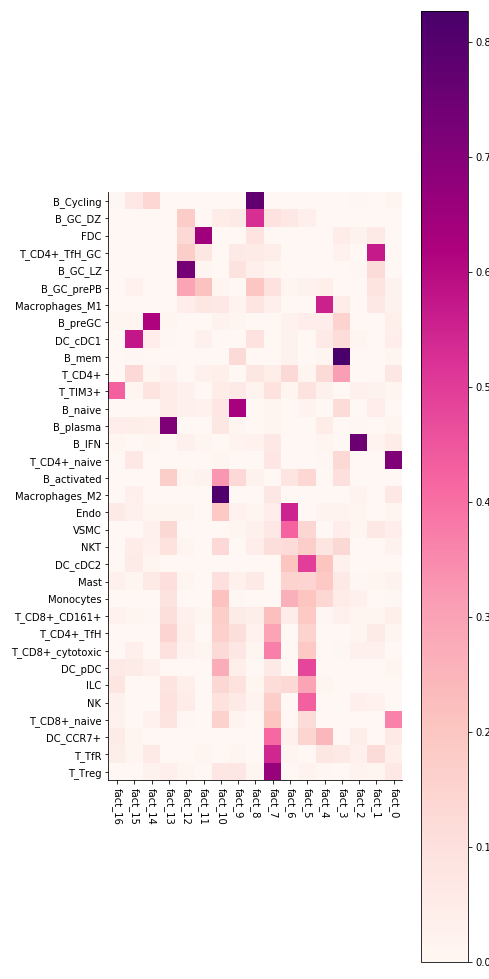 B_Cycling
B_GC_DZ
FDC
T_CD4+_TfH_GC
B_GC_LZ
B_GC_prePB
Macrophages_M1
B_preGC
DC_cDC1
B_mem
T_CD4+
T_TIM3+
B_naive
B_plasma
B_IFN
T_CD4+_naive
B_activated
Macrophages_M2
Endo
VSMC
NKT
DC_cDC2
Mast
Monocytes
T_CD8+_CD161+
T_CD4+_TfH
T_CD8+_cytotoxic
DC_pDC
ILC
NK
T_CD8+_naive
DC_CCR7+
T_TfR
T_Treg
fact_16
fact_15
fact_14
fact_13
fact_12
fact_11
fact_10
fact_9
fact_8
fact_7
fact_6
fact_5
fact_4
fact_3
fact_2
fact_1
fact_0
0.8
0.7
0.6
0.5
0.4
0.3
0.2
0.1
0.0